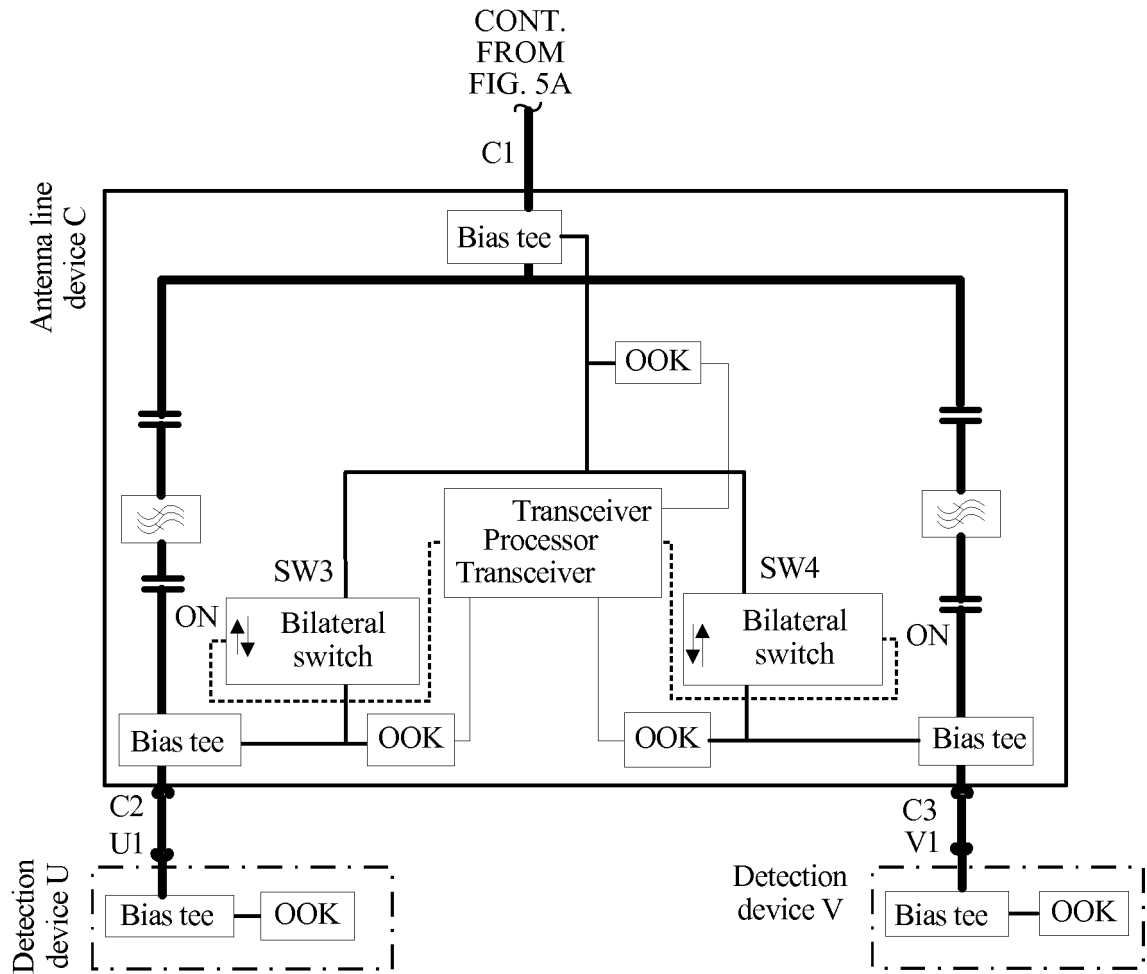 CONT.
FROM
FIG. 5A
C1
Antenna line
device C
Bias tee
OOK
Transceiver
Processor
Transceiver
SW3
SW4
ON
Bilateral
switch
Bilateral
switch
ON
Bias tee
OOK
OOK
Bias tee
C2
U1
C3
V1
Detection
device U
Bias tee
OOK
Detection
device V
Bias tee
OOK